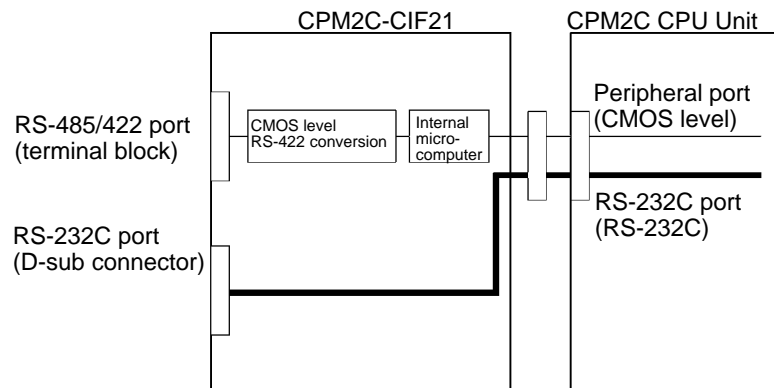 CPM2C-CIF21
CPM2C CPU Unit
RS-485/422 port
(terminal block)
CMOS level
RS-422 conversion
Internal
micro-
computer
Peripheral port
(CMOS level)
RS-232C port
(D-sub connector)
RS-232C port
(RS-232C)